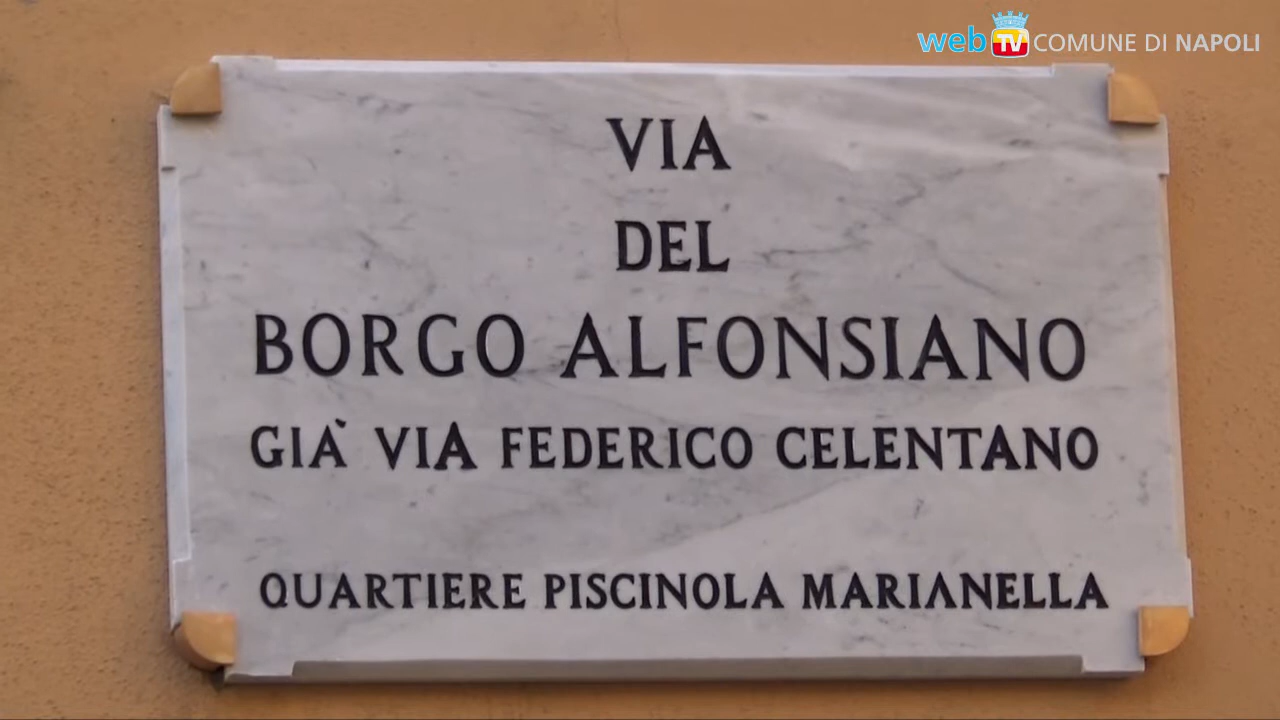 web TV COMUNE DI NAPOLI
VIA
DEL
BORGO ALFONSIANO
GIÀ VIA FEDERICO CELENTANO
QUARTIERE PISCINOLA MARIANELLA